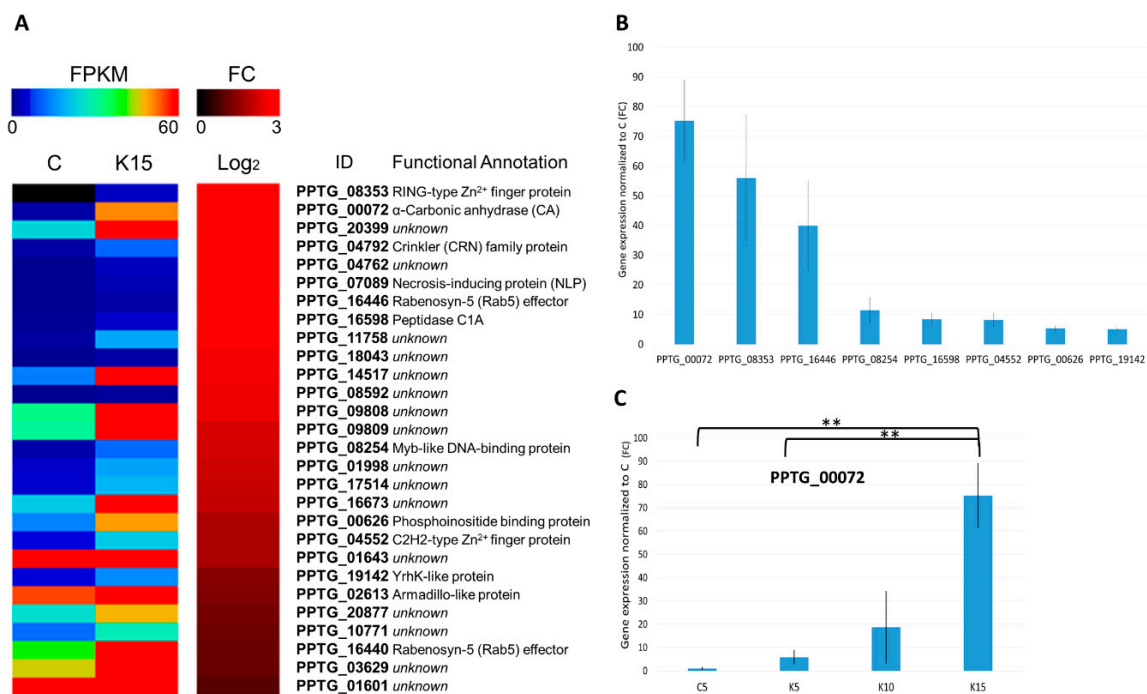 A
FPKM FC
0 60 0 3
C K15 Log2 ID Functional Annotation
PPTG_08353 RING-type Zn²⁺ finger protein
PPTG_00072 α-Carbonic anhydrase (CA)
PPTG_20399 unknown
PPTG_04792 Crinkler (CRN) family protein
PPTG_04762 unknown
PPTG_07089 Necrosis-inducing protein (NLP)
PPTG_16446 Rabenosyn-5 (Rab5) effector
PPTG_16598 Peptidase C1A
PPTG_11758 unknown
PPTG_18043 unknown
PPTG_14517 unknown
PPTG_08592 unknown
PPTG_09808 unknown
PPTG_09809 unknown
PPTG_08254 Myb-like DNA-binding protein
PPTG_01998 unknown
PPTG_17514 unknown
PPTG_16673 unknown
PPTG_00626 Phosphoinositide binding protein
PPTG_04552 C2H2-type Zn²⁺ finger protein
PPTG_01643 unknown
PPTG_19142 YrhK-like protein
PPTG_02613 Armadillo-like protein
PPTG_20877 unknown
PPTG_10771 unknown
PPTG_16440 Rabenosyn-5 (Rab5) effector
PPTG_03629 unknown
PPTG_01601 unknown
B
Gene expression normalized to C (FC)
100
90
80
70
60
50
40
30
20
10
0
PPTG_00072 PPTG_08353 PPTG_16446 PPTG_08254 PPTG_16598 PPTG_04552 PPTG_00626 PPTG_19142
C
Gene expression normalized to C (FC)
**
**
PPTG_00072
100
90
80
70
60
50
40
30
20
10
0
C5 K5 K10 K15